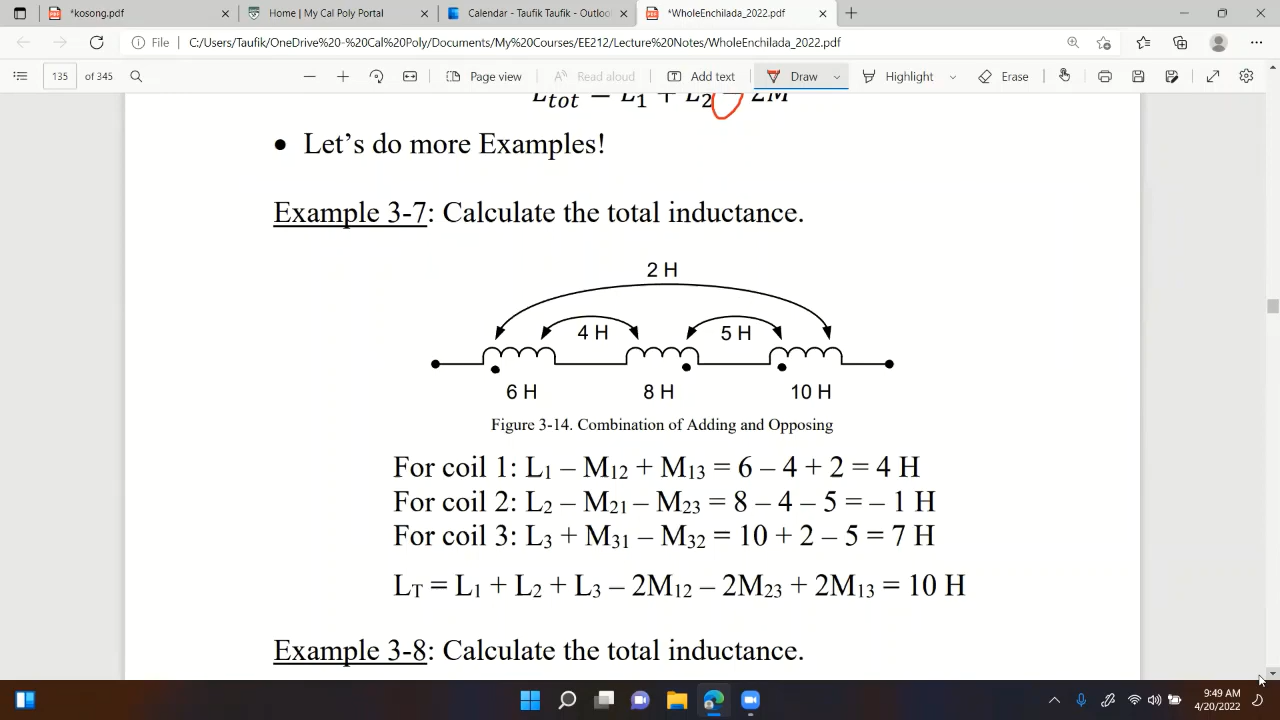 *kosong.pdf
Home | My Cal Poly Portal
Calendar - Taufik Taufik - Outloo
*WholeEnchilada_2022.pdf
File
C:/Users/Taufik/OneDrive%20-%20Cal%20Poly/Documents/My%20Courses/EE212/Lecture%20Notes/WholeEnchilada_2022.pdf
135 of 345
Page view
Read aloud
Add text
Draw
Highlight
Erase
Ltot = L1 + L2 − 2M
• Let's do more Examples!
Example 3-7: Calculate the total inductance.
2 H
4 H
5 H
6 H
8 H
10 H
Figure 3-14. Combination of Adding and Opposing
For coil 1: L1 – M12 + M13 = 6 – 4 + 2 = 4 H
For coil 2: L2 – M21 – M23 = 8 – 4 – 5 = – 1 H
For coil 3: L3 + M31 – M32 = 10 + 2 – 5 = 7 H
LT = L1 + L2 + L3 – 2M12 – 2M23 + 2M13 = 10 H
Example 3-8: Calculate the total inductance.
9:49 AM
4/20/2022